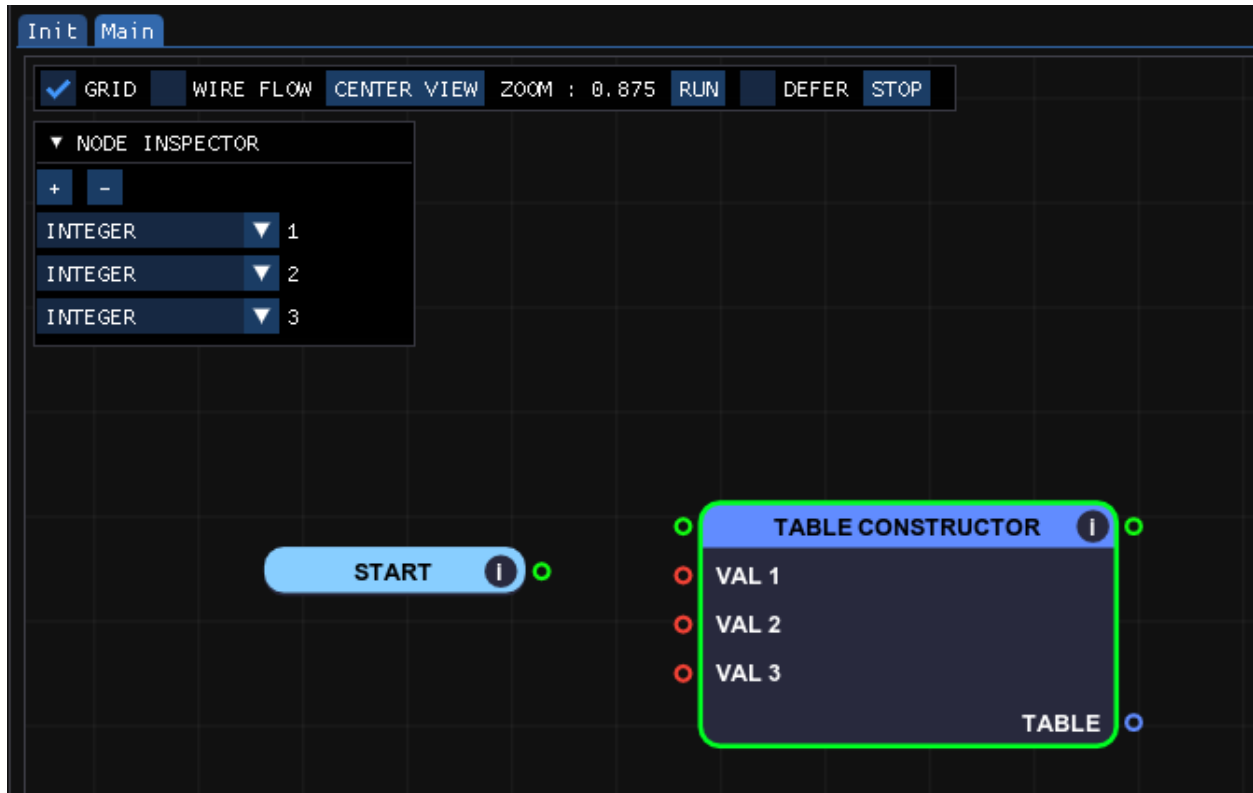 Init Main
GRID WIRE FLOW CENTER VIEW ZOOM : 0.875 RUN DEFER STOP
NODE INSPECTOR
+ -
INTEGER 1
INTEGER 2
INTEGER 3
TABLE CONSTRUCTOR i
START i
VAL 1
VAL 2
VAL 3
TABLE